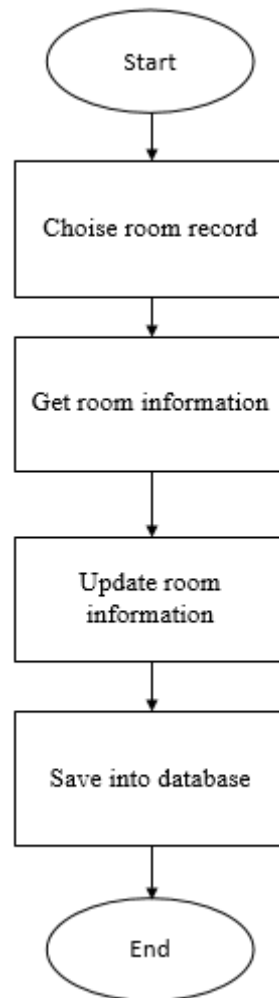 Start
Choise room record
Get room information
Update room
information
Save into database
End